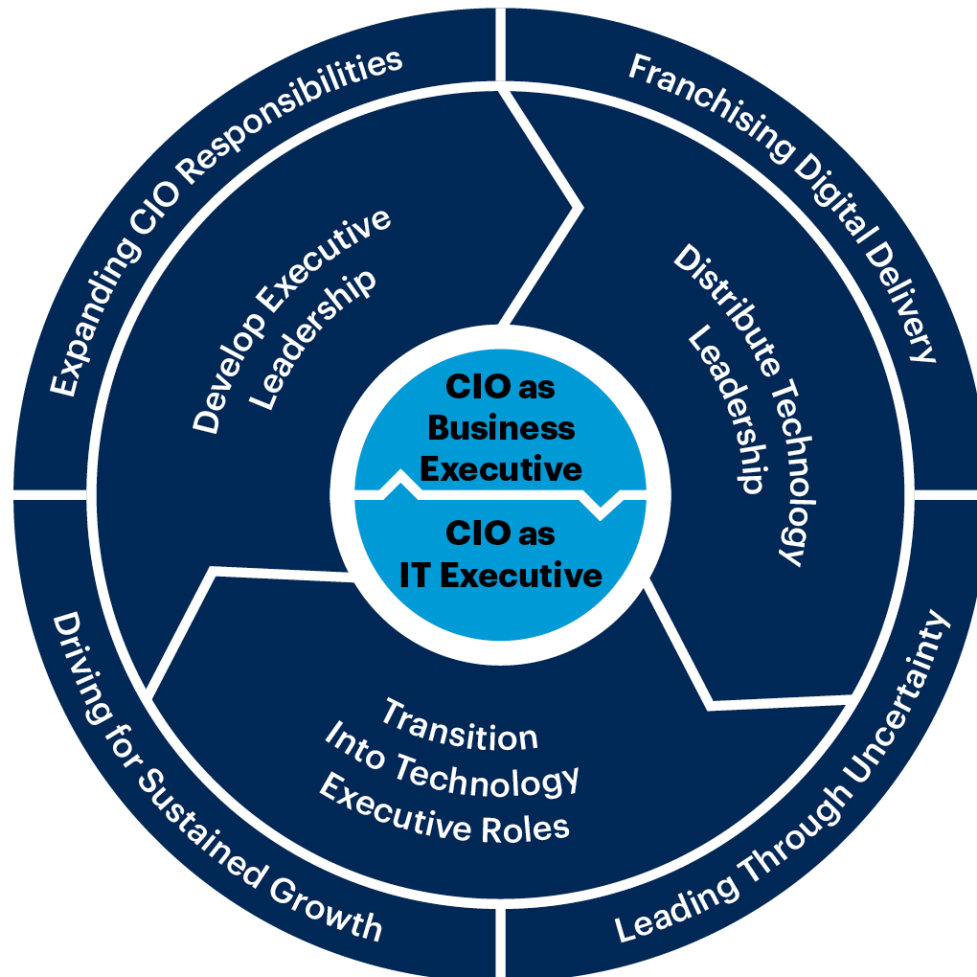 Expanding CIO Responsibilities
Franchising Digital Delivery
Develop Executive
Leadership
Distribute Technology
Leadership
CIO as
Business
Executive
CIO as
IT Executive
Transition
Into Technology
Executive Roles
Driving for Sustained Growth
Leading Through Uncertainty